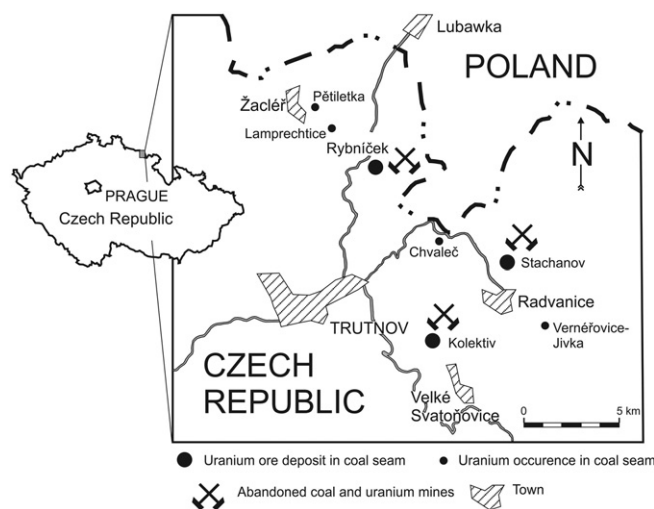 Lubawka
POLAND
Žacléř
Pětiletka
Lamprechtice
Rybníček
N
PRAGUE
Czech Republic
Chvaleč
Stachanov
Radvanice
TRUTNOV
Vernéřovice-
Jivka
Kolektiv
CZECH
REPUBLIC
Velké
Svatoňovice
0 5 km
Uranium ore deposit in coal seam
Uranium occurence in coal seam
Abandoned coal and uranium mines
Town